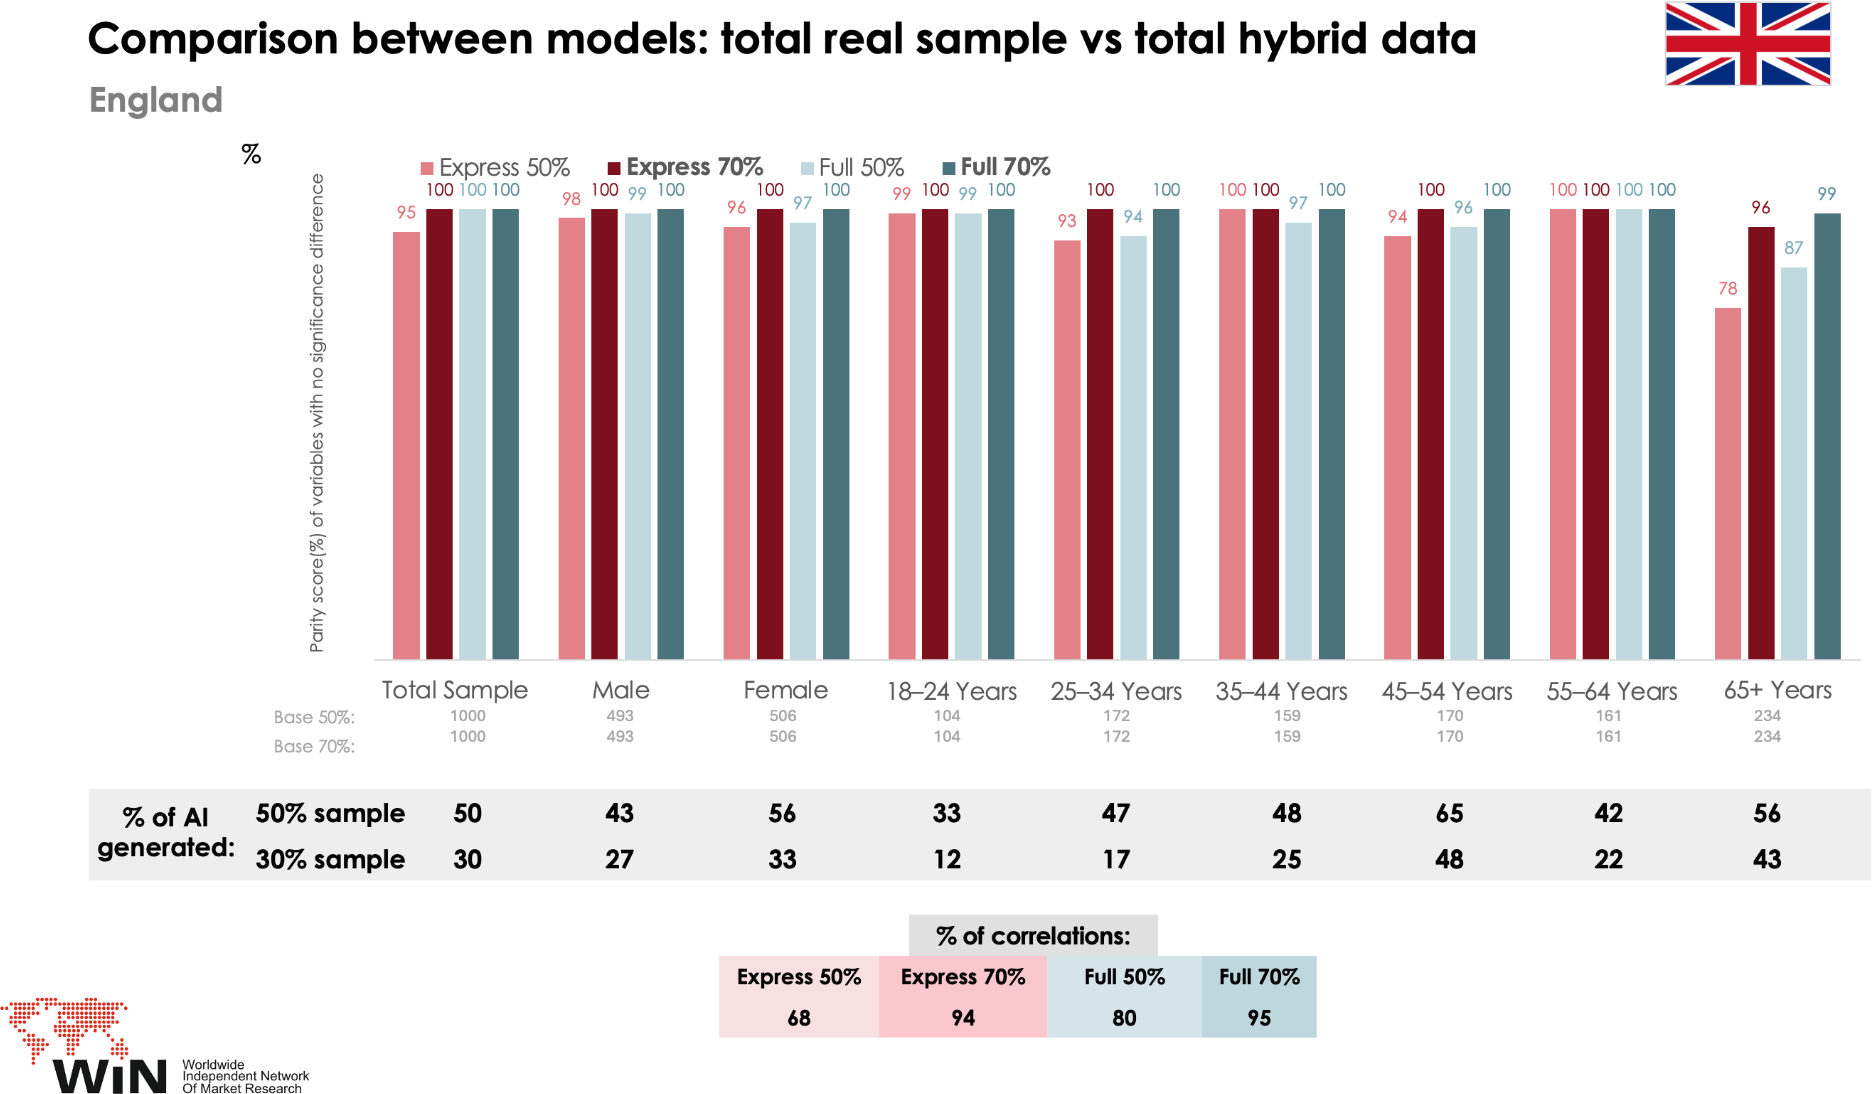 Comparison between models: total real sample vs total hybrid data
England
%
Parity score(%) of variables with no significance difference
Express 50% Express 70% Full 50% Full 70%
95 100 100 100 98 100 99 100 96 100 97 100 99 100 99 100 93 100 94 100 100 100 97 100 94 100 96 100 100 100 100 100 78 96 87 99
Total Sample Male Female 18–24 Years 25–34 Years 35–44 Years 45–54 Years 55–64 Years 65+ Years
Base 50%: 1000 493 506 104 172 159 170 161 234
Base 70%: 1000 493 506 104 172 159 170 161 234
% of AI generated:
50% sample 50 43 56 33 47 48 65 42 56
30% sample 30 27 33 12 17 25 48 22 43
% of correlations:
Express 50% Express 70% Full 50% Full 70%
68 94 80 95
WiN
Worldwide
Independent Network
Of Market Research